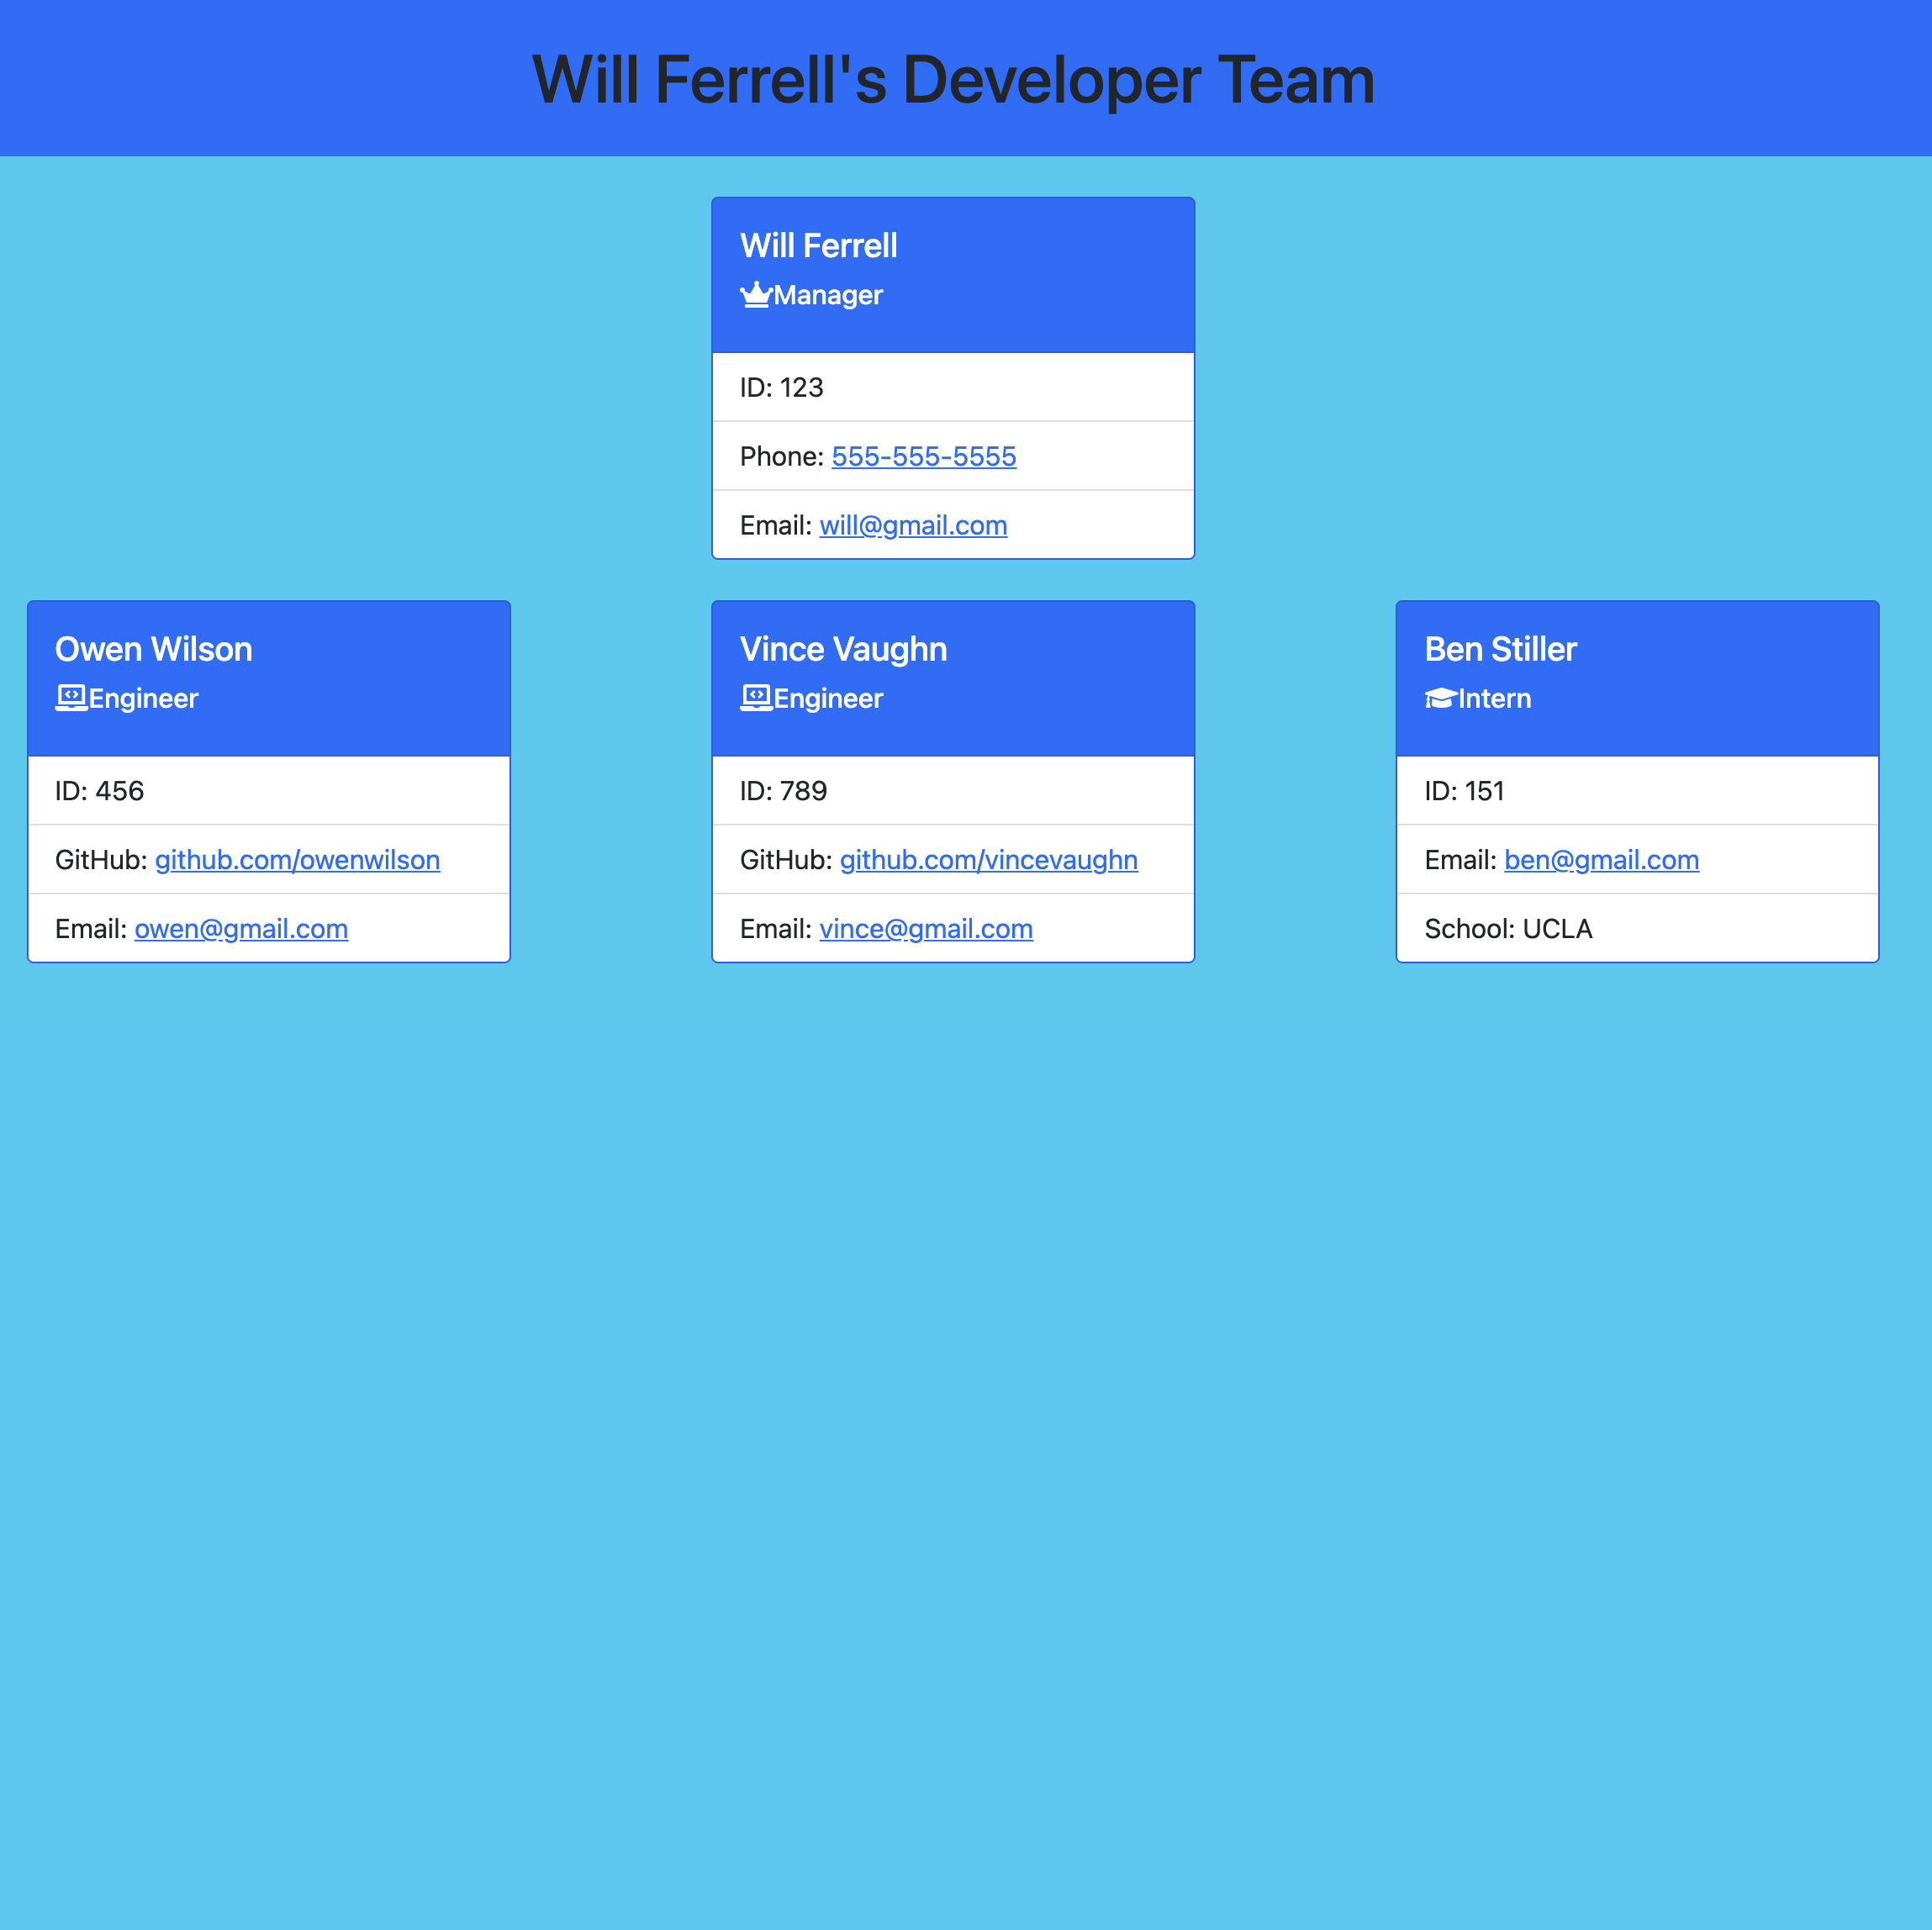 Will Ferrell's Developer Team
Will Ferrell
Manager
ID: 123
Phone: 555-555-5555
Email: will@gmail.com
Owen Wilson
Engineer
ID: 456
GitHub: github.com/owenwilson
Email: owen@gmail.com
Vince Vaughn
Engineer
ID: 789
GitHub: github.com/vincevaughn
Email: vince@gmail.com
Ben Stiller
Intern
ID: 151
Email: ben@gmail.com
School: UCLA